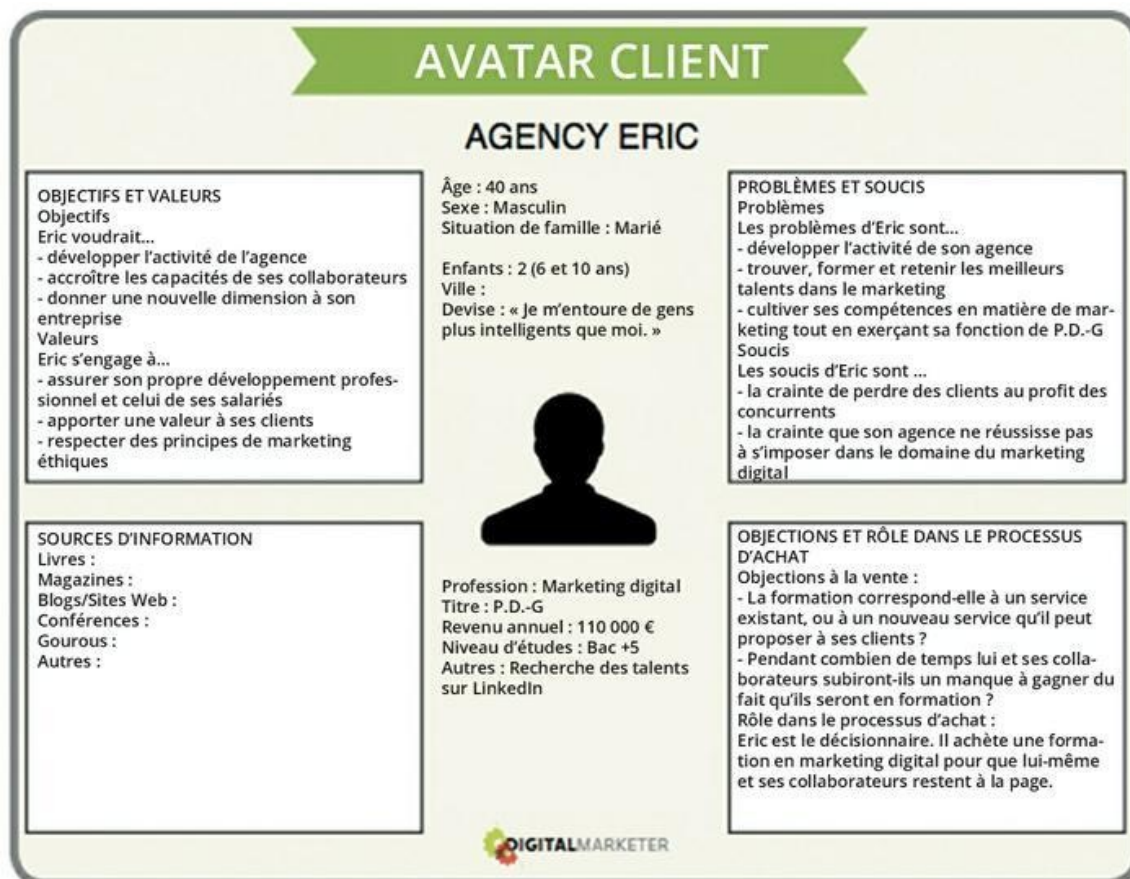 AVATAR CLIENT
AGENCY ERIC
OBJECTIFS ET VALEURS
Objectifs
Eric voudrait...
- développer l’activité de l’agence
- accroître les capacités de ses collaborateurs
- donner une nouvelle dimension à son
entreprise
Valeurs
Eric s’engage à...
- assurer son propre développement profes-
sionnel et celui de ses salariés
- apporter une valeur à ses clients
- respecter des principes de marketing
éthiques
Âge : 40 ans
Sexe : Masculin
Situation de famille : Marié
Enfants : 2 (6 et 10 ans)
Ville :
Devise : « Je m’entoure de gens
plus intelligents que moi. »
PROBLÈMES ET SOUCIS
Problèmes
Les problèmes d’Eric sont...
- développer l’activité de son agence
- trouver, former et retenir les meilleurs
talents dans le marketing
- cultiver ses compétences en matière de mar-
keting tout en exerçant sa fonction de P.D.-G
Soucis
Les soucis d’Eric sont ...
- la crainte de perdre des clients au profit des
concurrents
- la crainte que son agence ne réussisse pas
à s’imposer dans le domaine du marketing
digital
SOURCES D’INFORMATION
Livres :
Magazines :
Blogs/Sites Web :
Conférences :
Gourous :
Autres :
Profession : Marketing digital
Titre : P.D.-G
Revenu annuel : 110 000 €
Niveau d’études : Bac +5
Autres : Recherche des talents
sur LinkedIn
OBJECTIONS ET RÔLE DANS LE PROCESSUS
D’ACHAT
Objections à la vente :
- La formation correspond-elle à un service
existant, ou à un nouveau service qu’il peut
proposer à ses clients ?
- Pendant combien de temps lui et ses colla-
borateurs subiront-ils un manque à gagner du
fait qu’ils seront en formation ?
Rôle dans le processus d’achat :
Eric est le décisionnaire. Il achète une forma-
tion en marketing digital pour que lui-même
et ses collaborateurs restent à la page.
DIGITALMARKETER